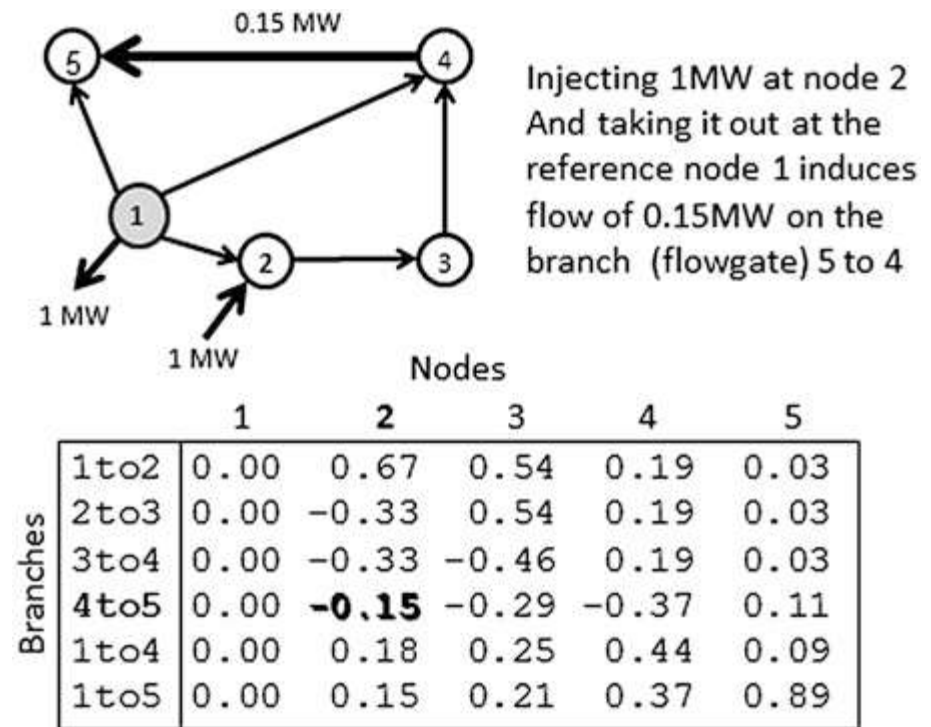 0.15 MW
5
4
Injecting 1MW at node 2
And taking it out at the
reference node 1 induces
flow of 0.15MW on the
branch (flowgate) 5 to 4
1
2
3
1 MW
1 MW
Nodes
1 2 3 4 5
Branches
1to2 0.00 0.67 0.54 0.19 0.03
2to3 0.00 -0.33 0.54 0.19 0.03
3to4 0.00 -0.33 -0.46 0.19 0.03
4to5 0.00 -0.15 -0.29 -0.37 0.11
1to4 0.00 0.18 0.25 0.44 0.09
1to5 0.00 0.15 0.21 0.37 0.89